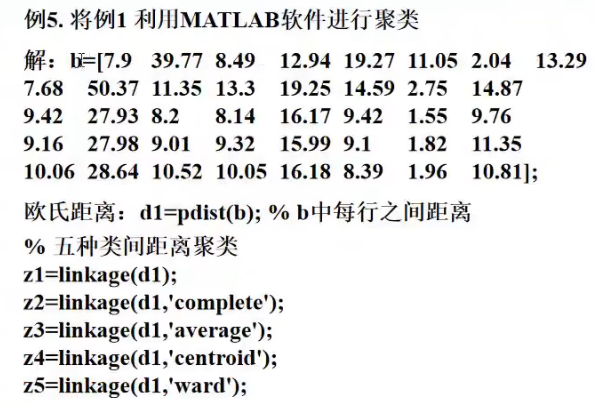 例5. 将例1 利用MATLAB软件进行聚类
解：b=[7.9 39.77 8.49 12.94 19.27 11.05 2.04 13.29
7.68 50.37 11.35 13.3 19.25 14.59 2.75 14.87
9.42 27.93 8.2 8.14 16.17 9.42 1.55 9.76
9.16 27.98 9.01 9.32 15.99 9.1 1.82 11.35
10.06 28.64 10.52 10.05 16.18 8.39 1.96 10.81];
欧氏距离：d1=pdist(b); % b中每行之间距离
% 五种类间距离聚类
z1=linkage(d1);
z2=linkage(d1,'complete');
z3=linkage(d1,'average');
z4=linkage(d1,'centroid');
z5=linkage(d1,'ward');